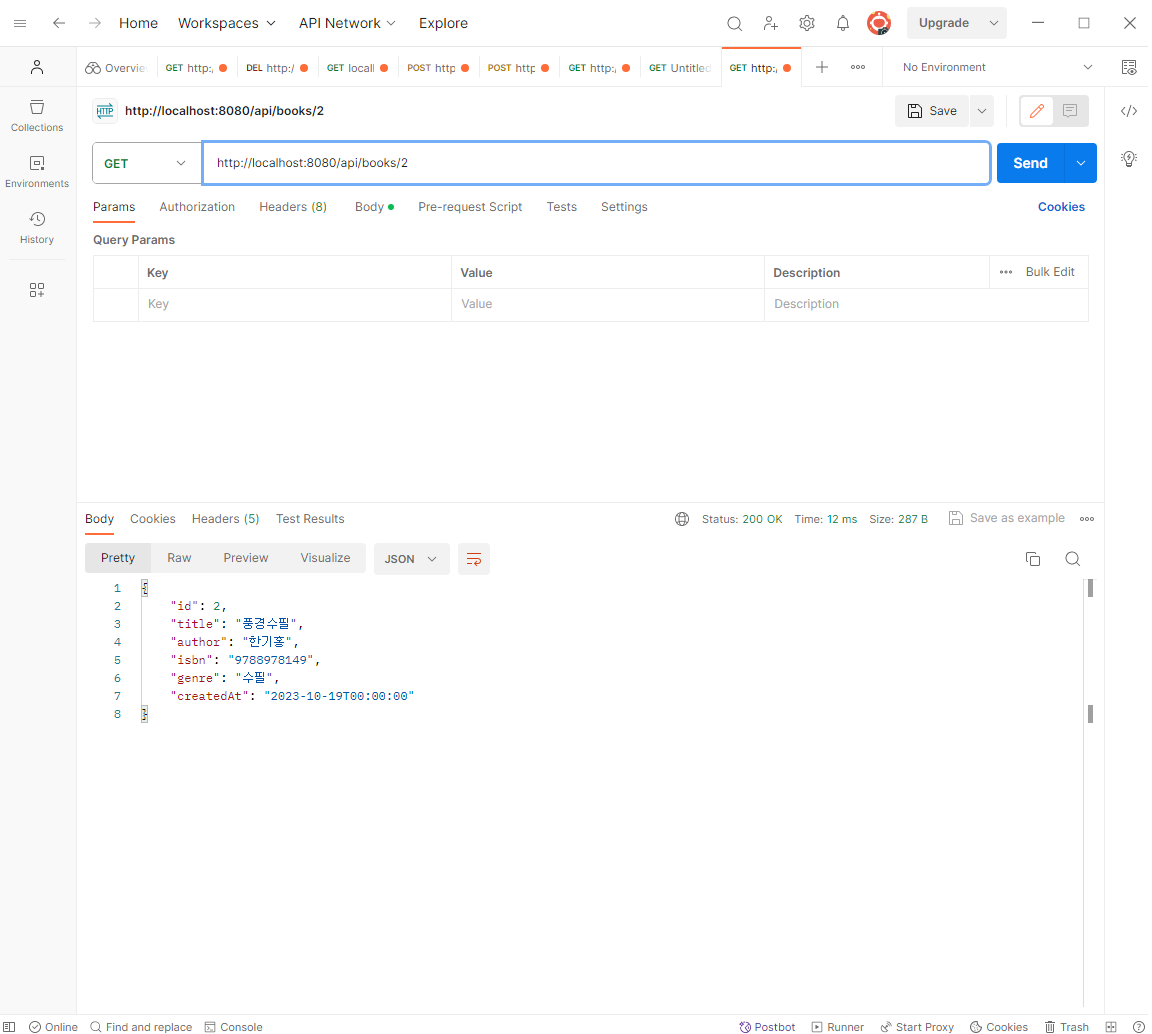 Home Workspaces API Network Explore Upgrade
Overvie GET http:, DEL http:/ GET locall POST http POST http GET http:, GET Untitled GET http:, No Environment
HTTP http://localhost:8080/api/books/2 Save
Collections
Environments
History
GET http://localhost:8080/api/books/2 Send
Params Authorization Headers (8) Body Pre-request Script Tests Settings Cookies
Query Params
Key Value Description Bulk Edit
Key Value Description
Body Cookies Headers (5) Test Results Status: 200 OK Time: 12 ms Size: 287 B Save as example
Pretty Raw Preview Visualize JSON
1 {
2 "id": 2,
3 "title": "풍경수필",
4 "author": "한기홍",
5 "isbn": "9788978149",
6 "genre": "수필",
7 "createdAt": "2023-10-19T00:00:00"
8 }
Online Find and replace Console Postbot Runner Start Proxy Cookies Trash